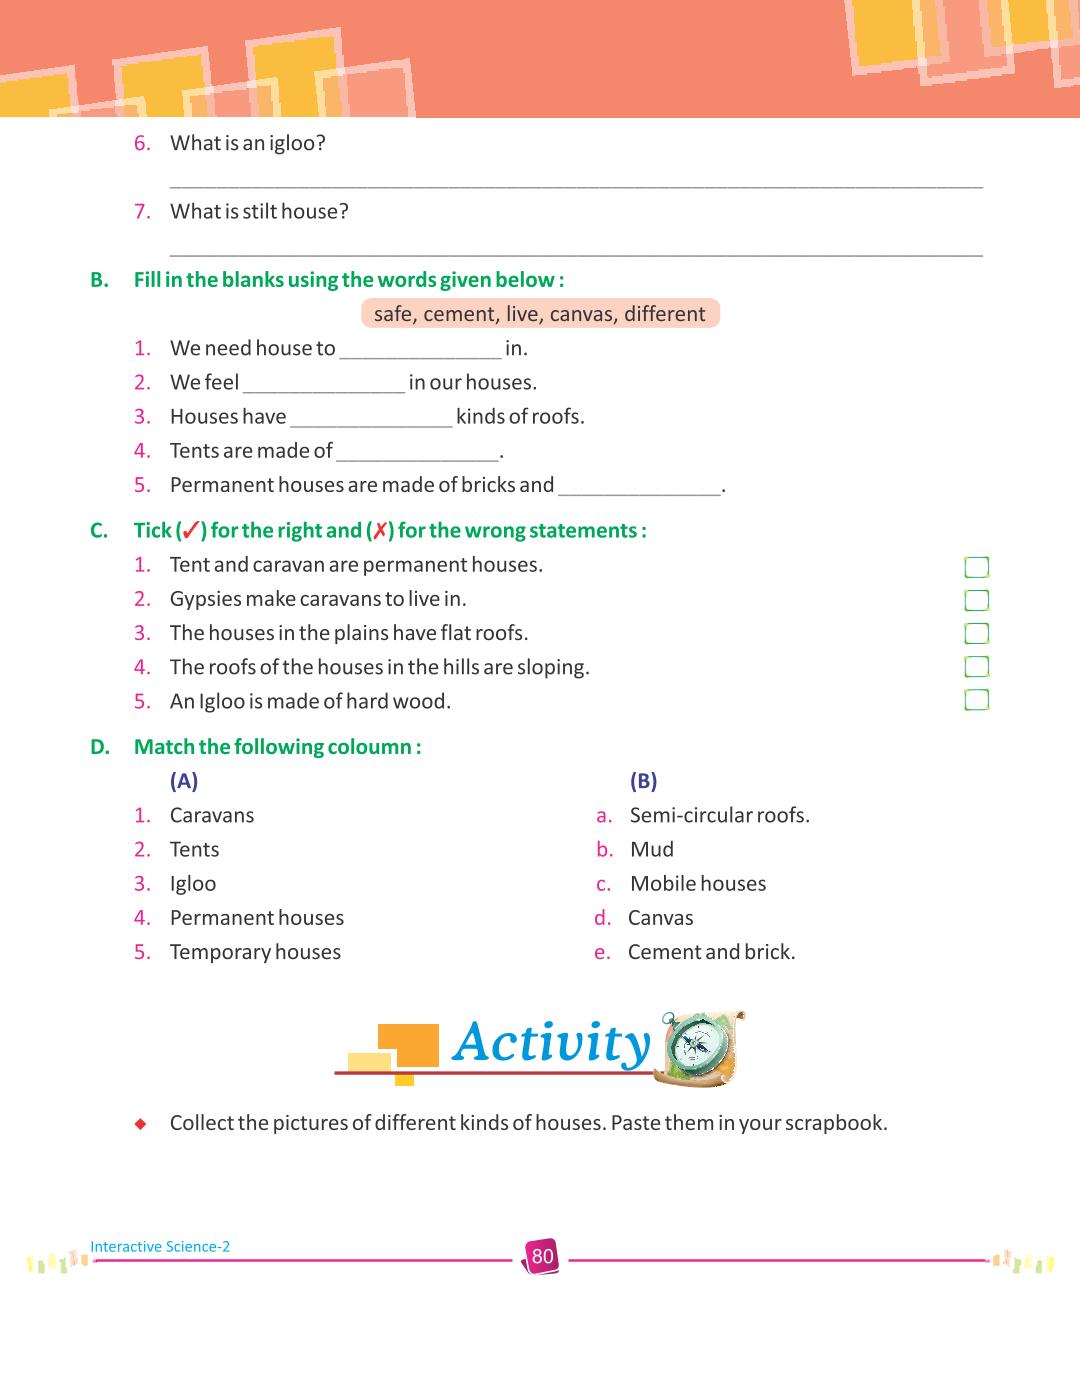 6. What is an igloo?
7. What is stilt house?
B. Fill in the blanks using the words given below :
safe, cement, live, canvas, different
1. We need house to ______________ in.
2. We feel ______________ in our houses.
3. Houses have ______________ kinds of roofs.
4. Tents are made of ______________.
5. Permanent houses are made of bricks and ______________.
C. Tick (✓) for the right and (✗) for the wrong statements :
1. Tent and caravan are permanent houses.
2. Gypsies make caravans to live in.
3. The houses in the plains have flat roofs.
4. The roofs of the houses in the hills are sloping.
5. An Igloo is made of hard wood.
D. Match the following coloumn :
(A) (B)
1. Caravans a. Semi-circular roofs.
2. Tents b. Mud
3. Igloo c. Mobile houses
4. Permanent houses d. Canvas
5. Temporary houses e. Cement and brick.
Activity
◆ Collect the pictures of different kinds of houses. Paste them in your scrapbook.
Interactive Science-2
80